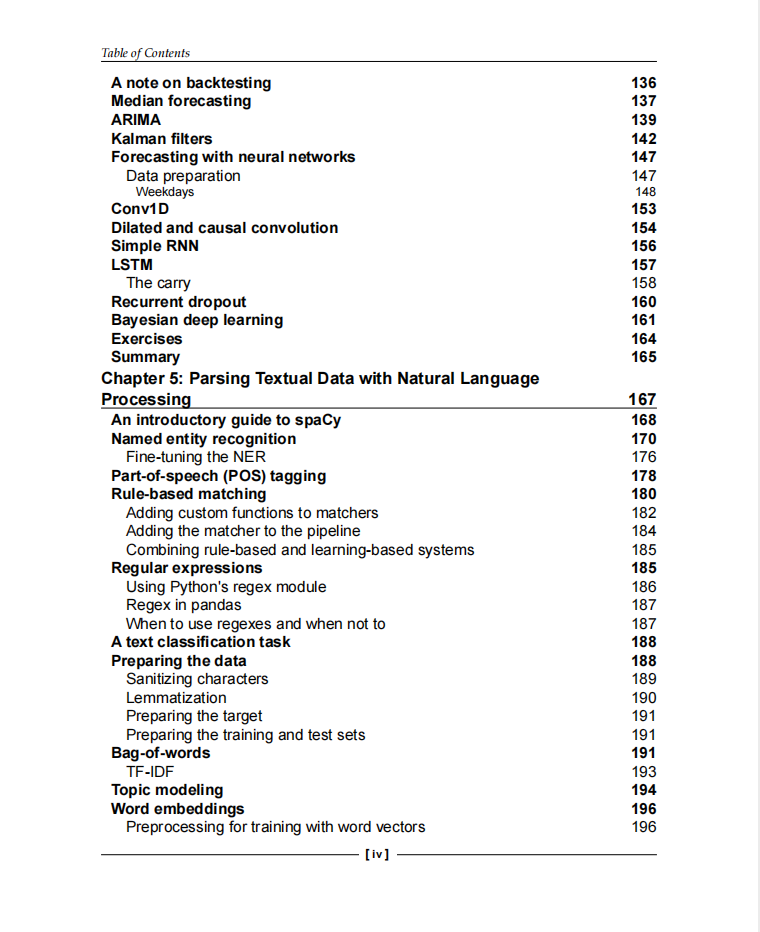 Table of Contents
A note on backtesting 136
Median forecasting 137
ARIMA 139
Kalman filters 142
Forecasting with neural networks 147
Data preparation 147
Weekdays 148
Conv1D 153
Dilated and causal convolution 154
Simple RNN 156
LSTM 157
The carry 158
Recurrent dropout 160
Bayesian deep learning 161
Exercises 164
Summary 165
Chapter 5: Parsing Textual Data with Natural Language
Processing 167
An introductory guide to spaCy 168
Named entity recognition 170
Fine-tuning the NER 176
Part-of-speech (POS) tagging 178
Rule-based matching 180
Adding custom functions to matchers 182
Adding the matcher to the pipeline 184
Combining rule-based and learning-based systems 185
Regular expressions 185
Using Python's regex module 186
Regex in pandas 187
When to use regexes and when not to 187
A text classification task 188
Preparing the data 188
Sanitizing characters 189
Lemmatization 190
Preparing the target 191
Preparing the training and test sets 191
Bag-of-words 191
TF-IDF 193
Topic modeling 194
Word embeddings 196
Preprocessing for training with word vectors 196
[ iv ]